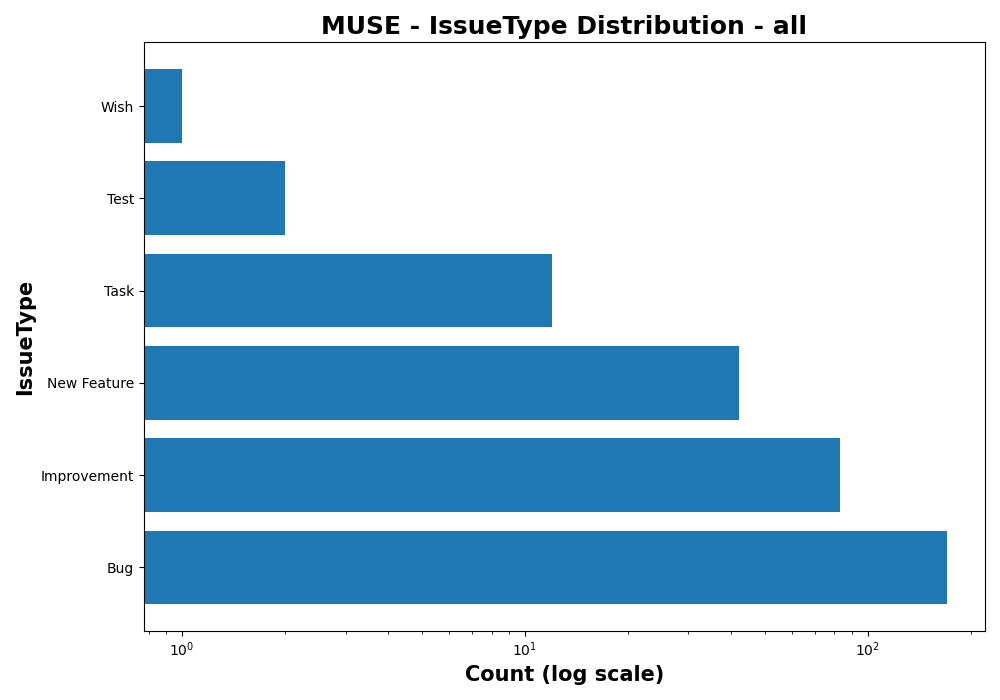 MUSE - IssueType Distribution - all
IssueType
Wish
Test
Task
New Feature
Improvement
Bug
10⁰ 10¹ 10²
Count (log scale)